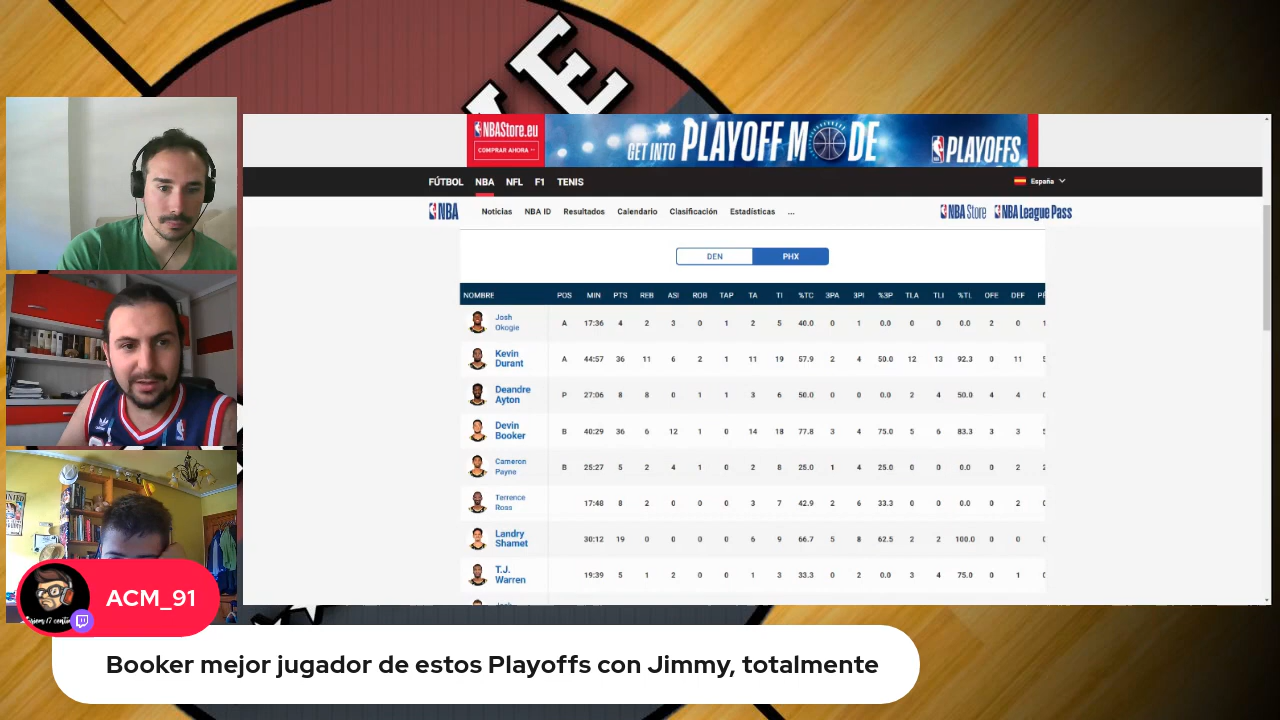 VE
NBAStore.eu
COMPRAR AHORA
GET INTO PLAYOFF MODE
PLAYOFFS
FÚTBOL NBA NFL F1 TENIS
España
NBA
Noticias NBA ID Resultados Calendario Clasificación Estadísticas ...
NBA Store NBA League Pass
DEN PHX
NOMBRE POS MIN PTS REB ASI ROB TAP TA TI %TC 3PA 3PI %3P TLA TLI %TL OFE DEF
Josh Okogie A 17:36 4 2 3 0 1 2 5 40.0 0 1 0.0 0 0 0.0 2 0 1
Kevin Durant A 44:57 36 11 6 2 1 11 19 57.9 2 4 50.0 12 13 92.3 0 11
Deandre Ayton P 27:06 8 8 0 1 1 3 6 50.0 0 0 0.0 2 4 50.0 4 4
Devin Booker B 40:29 36 6 12 1 0 14 18 77.8 3 4 75.0 5 6 83.3 3 3
Cameron Payne B 25:27 5 2 4 1 0 2 8 25.0 1 4 25.0 0 0 0.0 0 2
Terrence Ross 17:48 8 2 0 0 0 3 7 42.9 2 6 33.3 0 0 0.0 0 2
Landry Shamet 30:12 19 0 0 0 0 6 9 66.7 5 8 62.5 2 2 100.0 0 0
T.J. Warren 19:39 5 1 2 0 0 1 3 33.3 0 2 0.0 3 4 75.0 0 1
ACM_91
Booker mejor jugador de estos Playoffs con Jimmy, totalmente